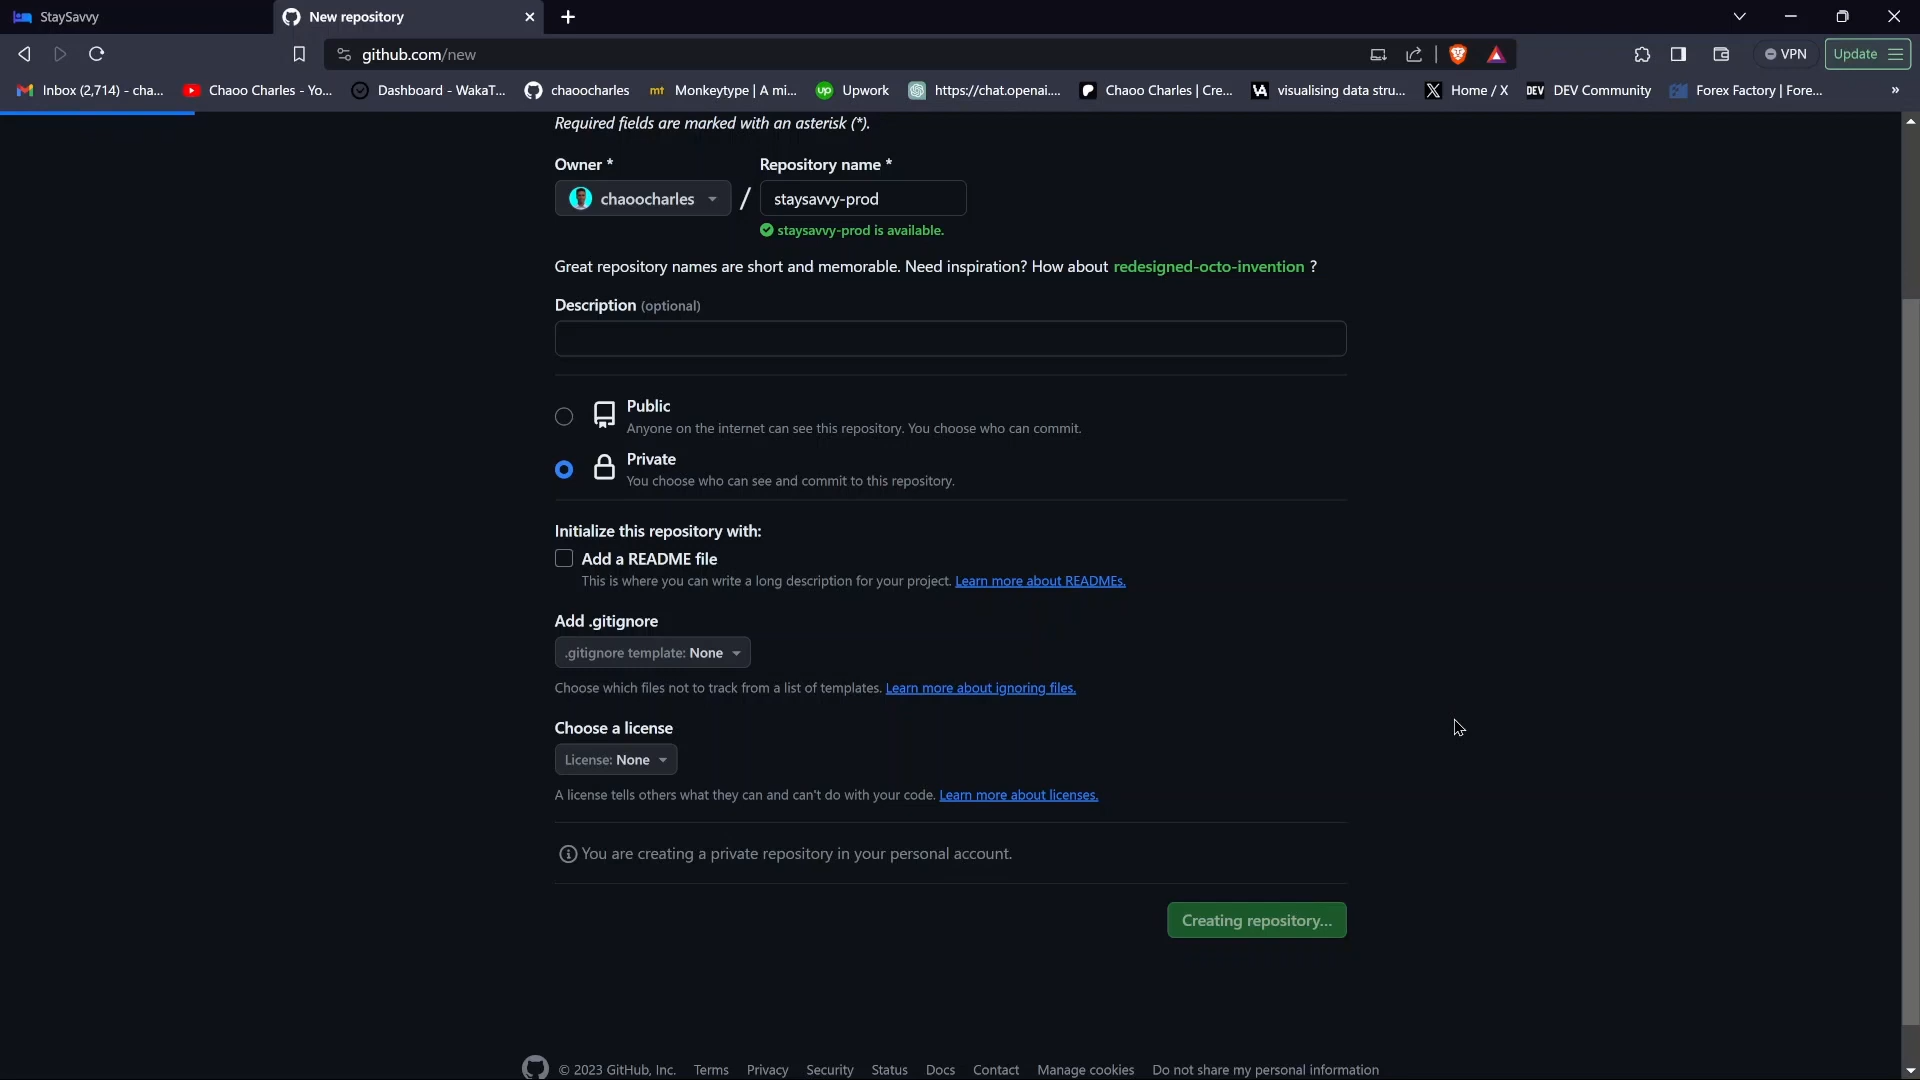 StaySavvy
New repository
github.com/new
VPN
Update
Inbox (2,714) - cha...
Chaoo Charles - Yo...
Dashboard - WakaT...
chaoocharles
mt Monkeytype | A mi...
up Upwork
https://chat.openai....
Chaoo Charles | Cre...
VA visualising data stru...
X Home / X
DEV DEV Community
Forex Factory | Fore...
»
Required fields are marked with an asterisk (*).
Owner *
Repository name *
chaoocharles
/
staysavvy-prod
staysavvy-prod is available.
Great repository names are short and memorable. Need inspiration? How about redesigned-octo-invention ?
Description (optional)
Public
Anyone on the internet can see this repository. You choose who can commit.
Private
You choose who can see and commit to this repository.
Initialize this repository with:
Add a README file
This is where you can write a long description for your project. Learn more about READMEs.
Add .gitignore
.gitignore template: None
Choose which files not to track from a list of templates. Learn more about ignoring files.
Choose a license
License: None
A license tells others what they can and can't do with your code. Learn more about licenses.
You are creating a private repository in your personal account.
Creating repository...
© 2023 GitHub, Inc. Terms Privacy Security Status Docs Contact Manage cookies Do not share my personal information